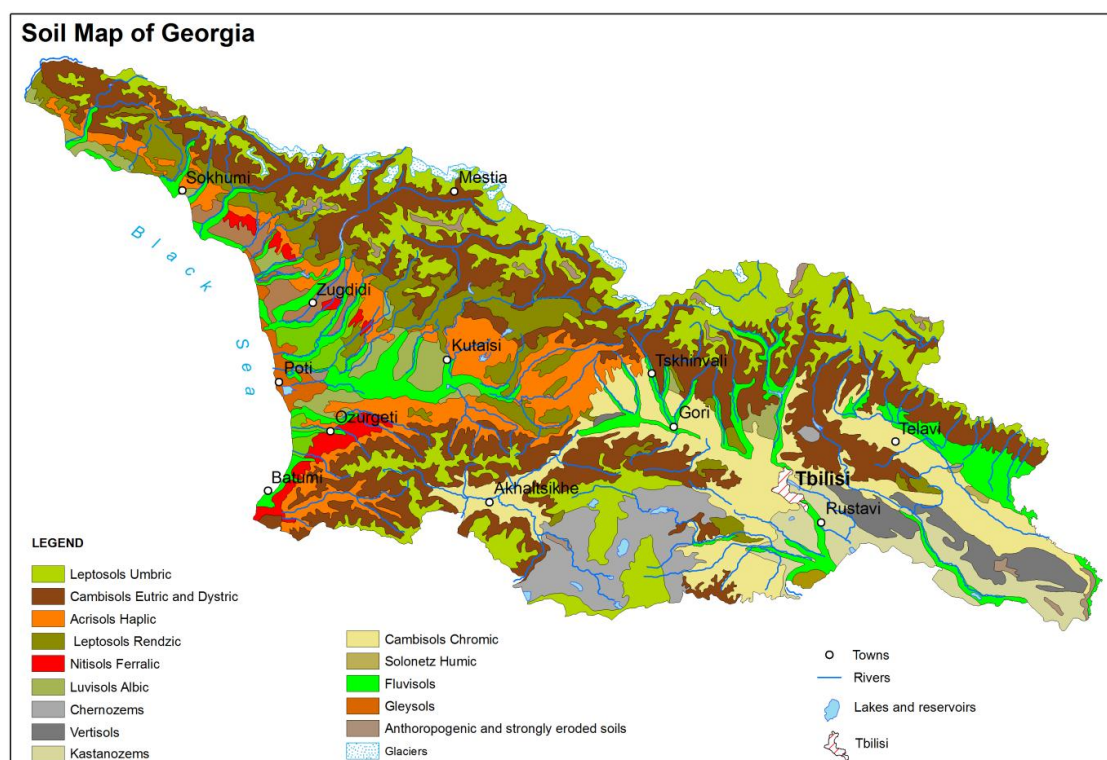 Soil Map of Georgia
Mestia
Sokhumi
Black
Sea
Zugdidi
Kutaisi
Tskhinvali
Poti
Gori
Ozurgeti
Telavi
Tbilisi
Batumi
Akhaltsikhe
Rustavi
LEGEND
Leptosols Umbric
Cambisols Eutric and Dystric
Acrisols Haplic
Leptosols Rendzic
Nitisols Ferralic
Luvisols Albic
Chernozems
Vertisols
Kastanozems
Cambisols Chromic
Solonetz Humic
Fluvisols
Gleysols
Anthoropogenic and strongly eroded soils
Glaciers
Towns
Rivers
Lakes and reservoirs
Tbilisi